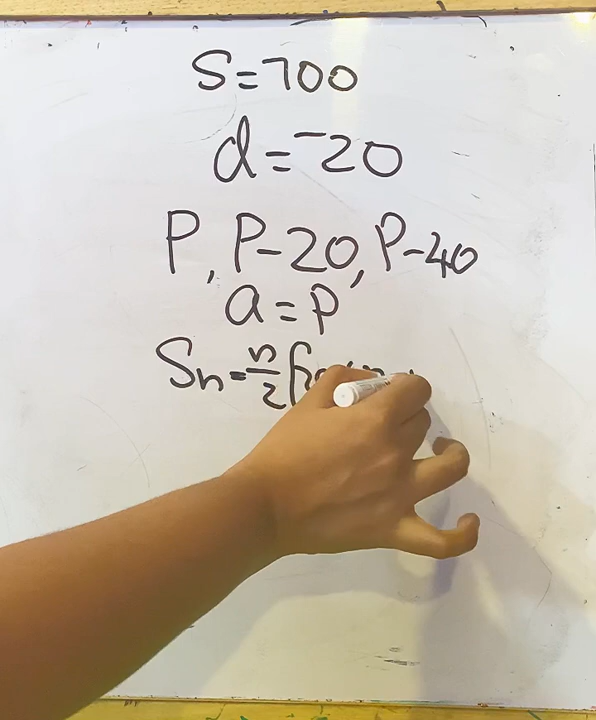 S=700
d=-20
P, P-20, P-40
a=P
Sn=n/2[